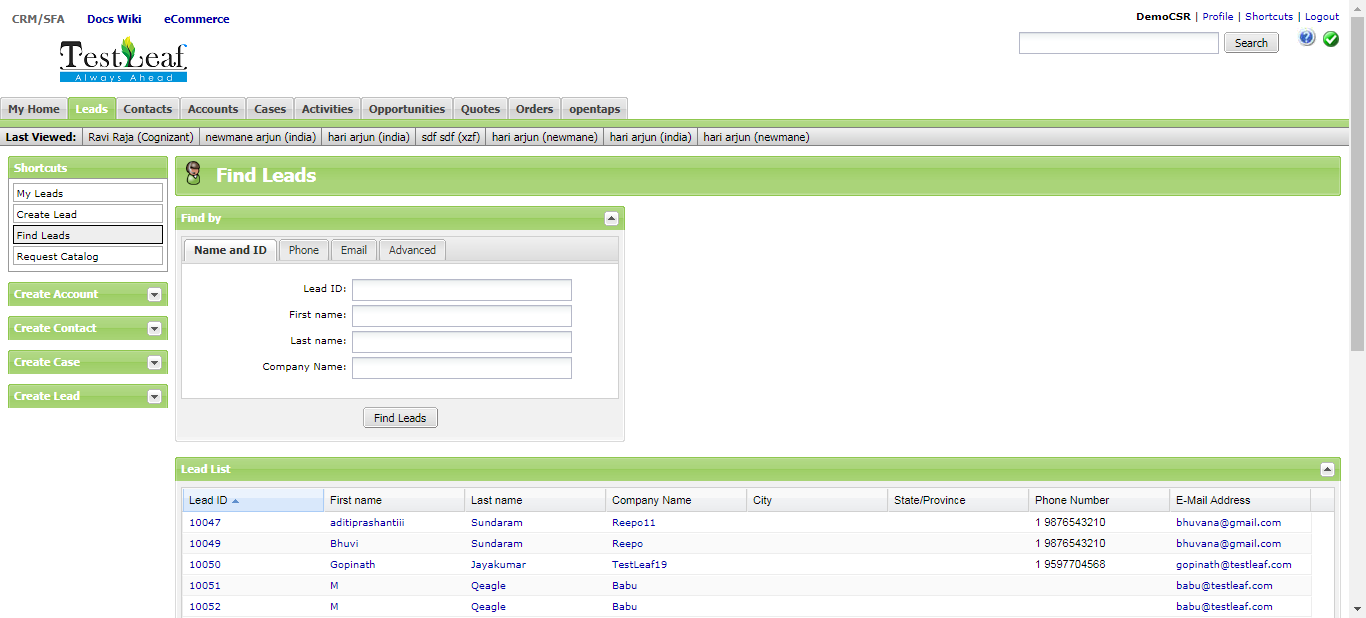 CRM/SFA Docs Wiki eCommerce
DemoCSR | Profile | Shortcuts | Logout
TestLeaf
Always Ahead
Search
My Home Leads Contacts Accounts Cases Activities Opportunities Quotes Orders opentaps
Last Viewed: Ravi Raja (Cognizant) newmane arjun (india) hari arjun (india) sdf sdf (xzf) hari arjun (newmane) hari arjun (india) hari arjun (newmane)
Shortcuts
My Leads
Create Lead
Find Leads
Request Catalog
Create Account
Create Contact
Create Case
Create Lead
Find Leads
Find by
Name and ID Phone Email Advanced
Lead ID:
First name:
Last name:
Company Name:
Find Leads
Lead List
Lead ID First name Last name Company Name City State/Province Phone Number E-Mail Address
10047 aditiprashantiii Sundaram Reepo11 1 9876543210 bhuvana@gmail.com
10049 Bhuvi Sundaram Reepo 1 9876543210 bhuvana@gmail.com
10050 Gopinath Jayakumar TestLeaf19 1 9597704568 gopinath@testleaf.com
10051 M Qeagle Babu babu@testleaf.com
10052 M Qeagle Babu babu@testleaf.com